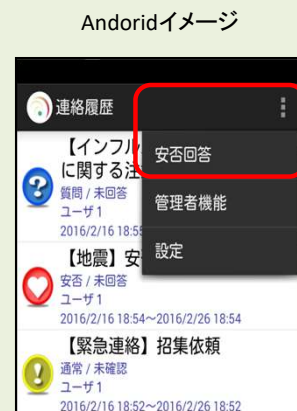 Andoridイメージ
連絡履歴
【インフル
に関する注
質問 / 未回答
ユーザ1
2016/2/16 18:55
安否回答
管理者機能
設定
【地震】安
安否 / 未回答
ユーザ1
2016/2/16 18:54～2016/2/26 18:54
【緊急連絡】招集依頼
通常 / 未確認
ユーザ1
2016/2/16 18:52～2016/2/26 18:52